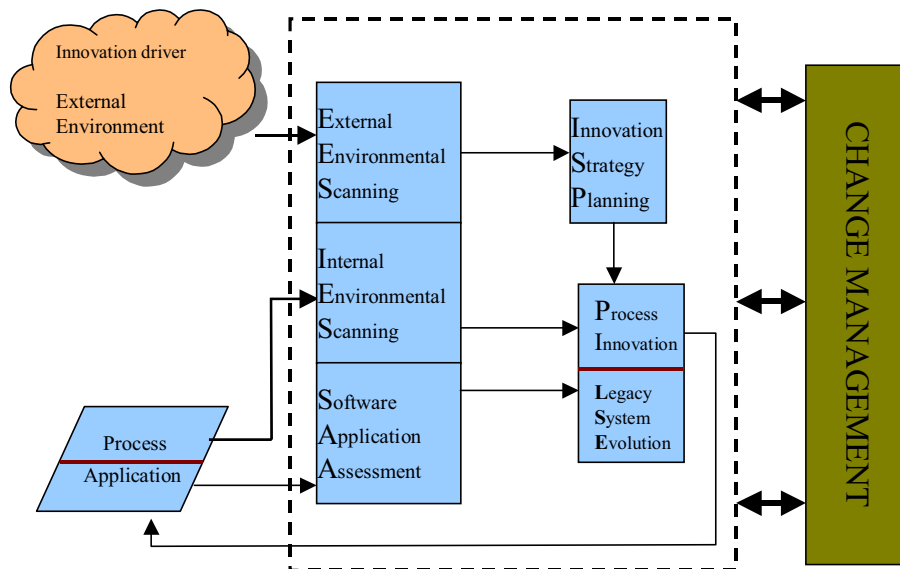 Innovation driver
External
Environment
External
Environmental
Scanning
Internal
Environmental
Scanning
Software
Application
Assessment
Innovation
Strategy
Planning
Process
Innovation
Legacy
System
Evolution
Process
Application
CHANGE MANAGEMENT